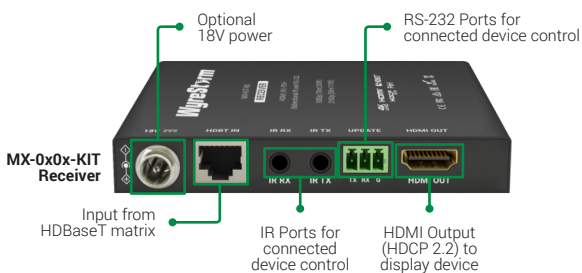 Optional
18V power
RS-232 Ports for
connected device control
WyreStorm
RECEIVER
18V
HDBT IN
IR RX
IR TX
UPDATE
HDMI OUT
MX-0x0x-KIT
Receiver
IR RX
IR TX
TX RX G
HDMI OUT
Input from
HDBaseT matrix
IR Ports for
connected
device control
HDMI Output
(HDCP 2.2) to
display device